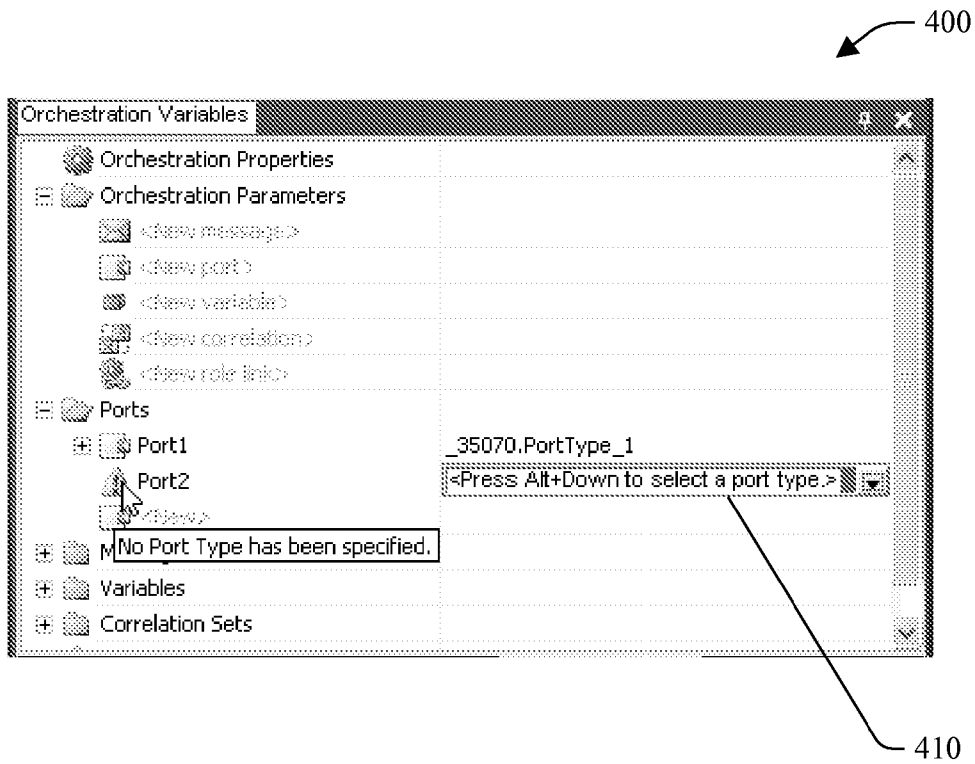 400
Orchestration Variables
Orchestration Properties
Orchestration Parameters
<New message>
<New port>
<New variable>
<New correlation>
<New role link>
Ports
Port1 _35070.PortType_1
Port2 <Press Alt+Down to select a port type.>
<New>
No Port Type has been specified.
Variables
Correlation Sets
410